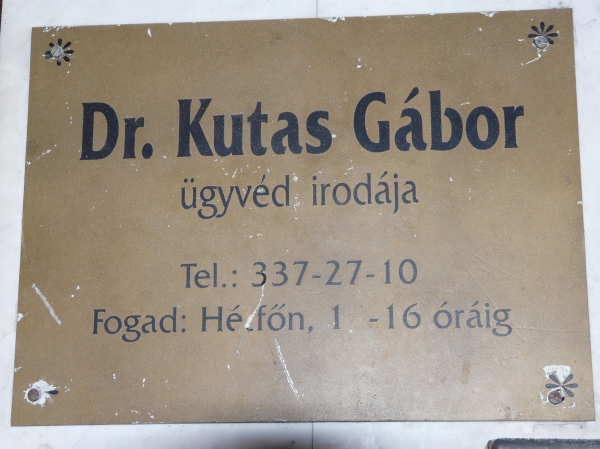 Dr. Kutas Gábor
ügyvéd irodája
Tel.: 337-27-10
Fogad: Hétfőn, -16 óráig